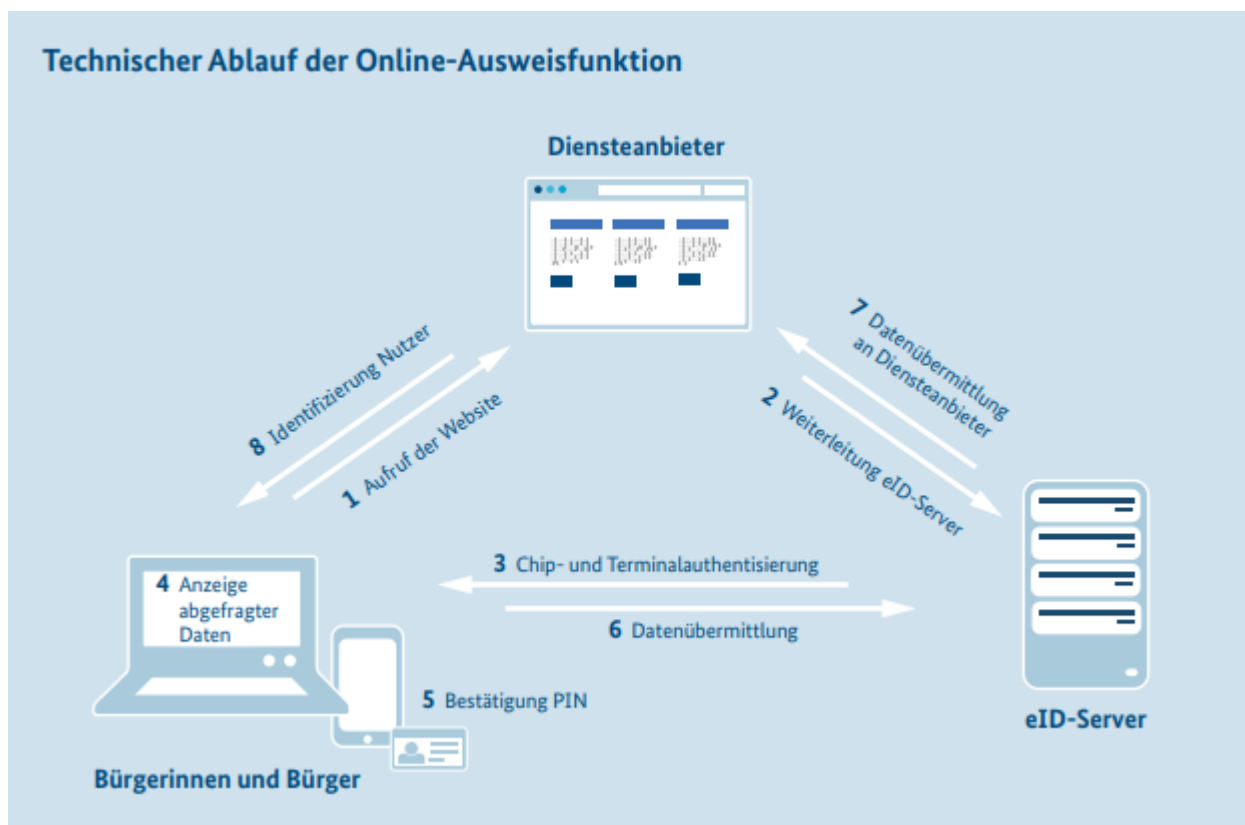 Technischer Ablauf der Online-Ausweisfunktion
Diensteanbieter
8 Identifizierung Nutzer
1 Aufruf der Website
7 Datenübermittlung
an Diensteanbieter
2 Weiterleitung eID-Server
3 Chip- und Terminalauthentisierung
4 Anzeige
abgefragter
Daten
6 Datenübermittlung
5 Bestätigung PIN
eID-Server
Bürgerinnen und Bürger